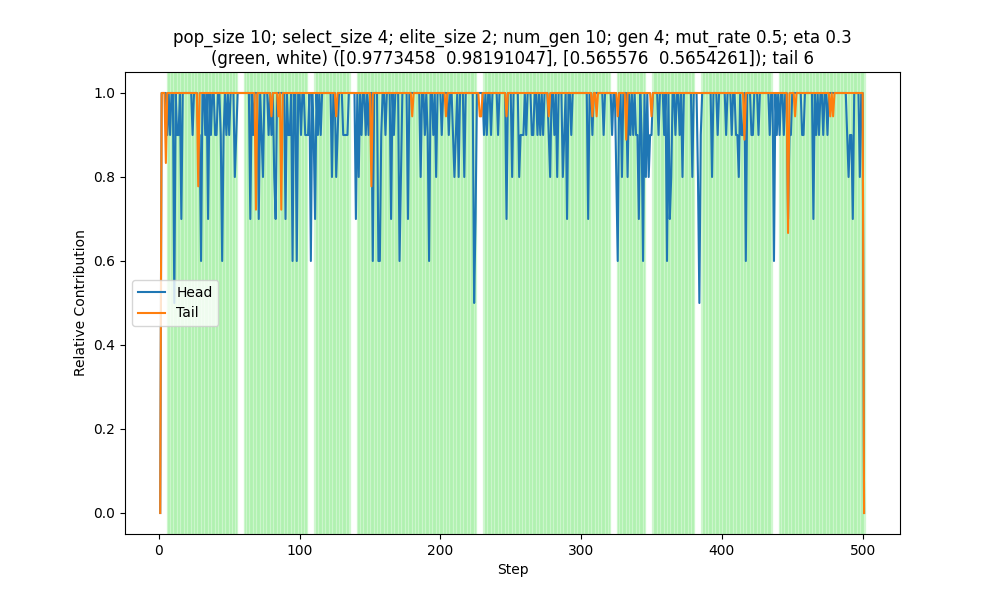 pop_size 10; select_size 4; elite_size 2; num_gen 10; gen 4; mut_rate 0.5; eta 0.3
(green, white) ([0.9773458  0.98191047], [0.565576  0.5654261]); tail 6
1.0
0.8
0.6
0.4
0.2
0.0
Relative Contribution
Head
Tail
0
100
200
300
400
500
Step